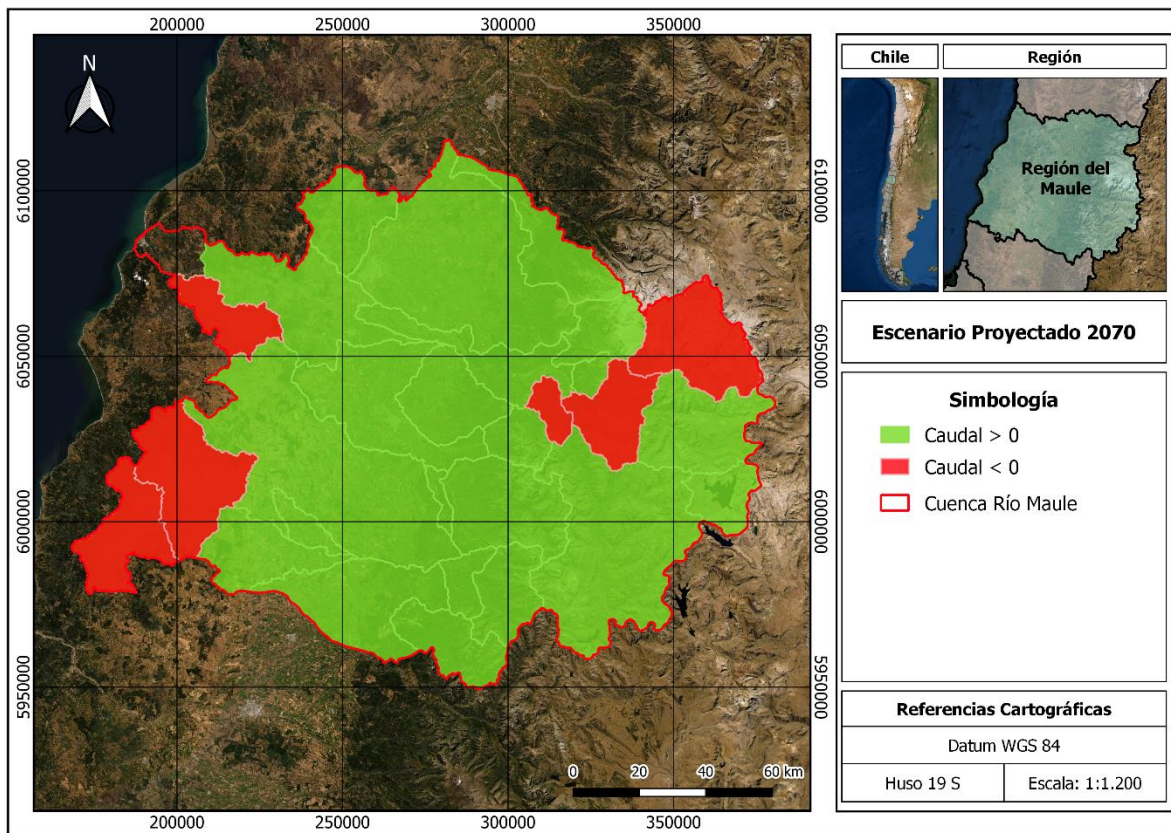 200000 250000 300000 350000
N
6100000 6100000
6050000 6050000
6000000 6000000
5950000 5950000
0 20 40 60 km
200000 250000 300000 350000
Chile Región
Región del
Maule
Escenario Proyectado 2070
Simbología
Caudal > 0
Caudal < 0
Cuenca Río Maule
Referencias Cartográficas
Datum WGS 84
Huso 19 S Escala: 1:1.200